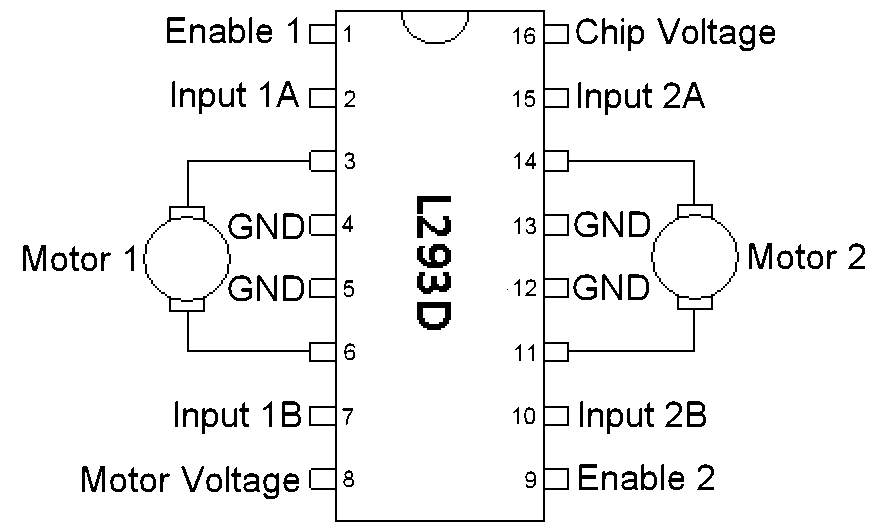 Enable 1 1 16 Chip Voltage
Input 1A 2 15 Input 2A
3 14
GND 4 13 GND
Motor 1 L293D Motor 2
GND 5 12 GND
6 11
Input 1B 7 10 Input 2B
Motor Voltage 8 9 Enable 2